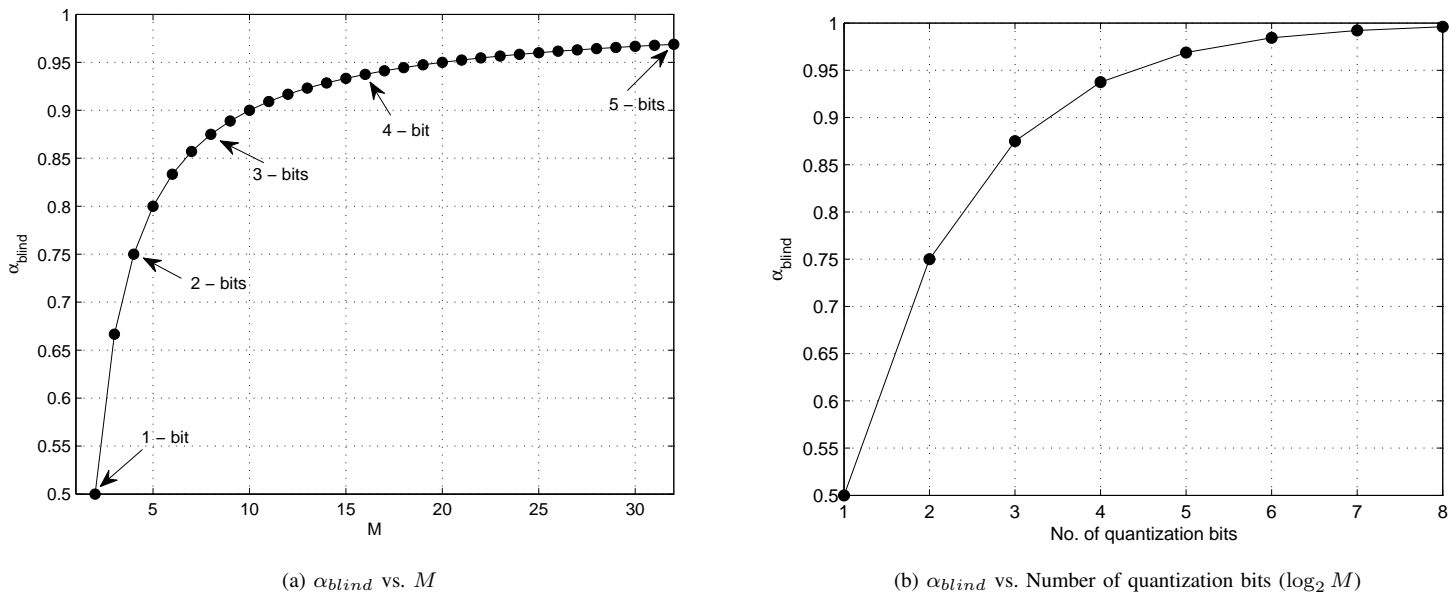 1
0.95
0.9
0.85
0.8
0.75
0.7
0.65
0.6
0.55
0.5
α_blind
5 10 15 20 25 30
M
1 – bit
2 – bits
3 – bits
4 – bit
5 – bits
(a) α_blind vs. M
1
0.95
0.9
0.85
0.8
0.75
0.7
0.65
0.6
0.55
0.5
α_blind
1 2 3 4 5 6 7 8
No. of quantization bits
(b) α_blind vs. Number of quantization bits (log₂ M)